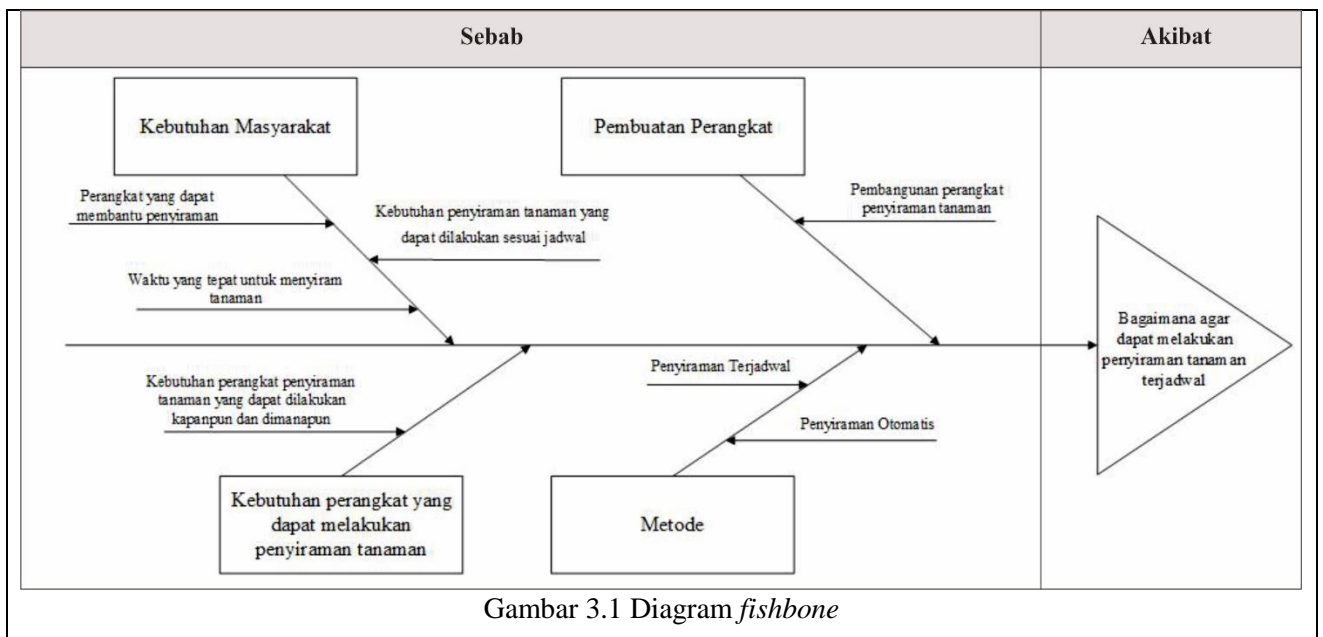 Sebab
Akibat
Kebutuhan Masyarakat
Pembuatan Perangkat
Perangkat yang dapat
membantu penyiraman
Kebutuhan penyiraman tanaman yang
dapat dilakukan sesuai jadwal
Waktu yang tepat untuk menyiram
tanaman
Pembangunan perangkat
penyiraman tanaman
Bagaimana agar
dapat melakukan
penyiraman tanaman
terjadwal
Kebutuhan perangkat penyiraman
tanaman yang dapat dilakukan
kapanpun dan dimanapun
Penyiraman Terjadwal
Penyiraman Otomatis
Kebutuhan perangkat yang
dapat melakukan
penyiraman tanaman
Metode
Gambar 3.1 Diagram fishbone